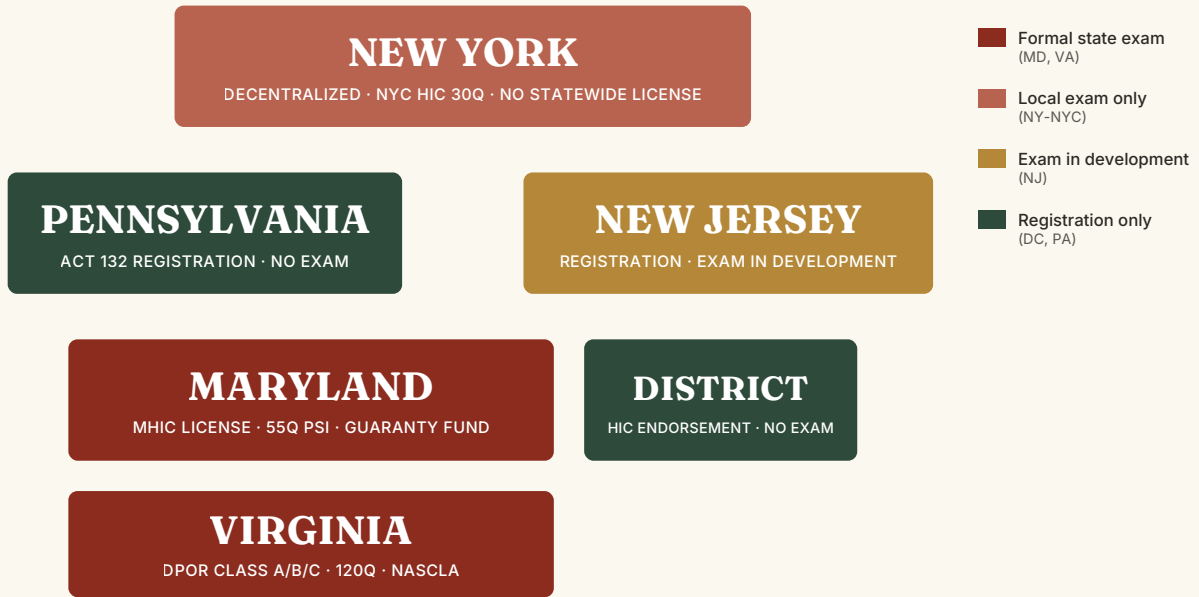 NEW YORK
DECENTRALIZED · NYC HIC 30Q · NO STATEWIDE LICENSE
PENNSYLVANIA
ACT 132 REGISTRATION · NO EXAM
NEW JERSEY
REGISTRATION · EXAM IN DEVELOPMENT
MARYLAND
MHIC LICENSE · 55Q PSI · GUARANTY FUND
DISTRICT
HIC ENDORSEMENT · NO EXAM
VIRGINIA
DPOR CLASS A/B/C · 120Q · NASCLA
Formal state exam
(MD, VA)
Local exam only
(NY-NYC)
Exam in development
(NJ)
Registration only
(DC, PA)